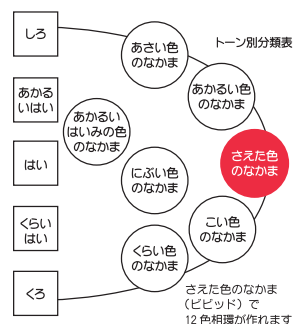 トーン別分類表
しろ
あさい色
のなかま
あかるい色
のなかま
あかる
いはい
あかるい
はいみの色
のなかま
さえた色
のなかま
はい
にぶい色
のなかま
こい色
のなかま
くらい
はい
くらい色
のなかま
くろ
さえた色のなかま
（ビビッド）で
12色相環が作れます